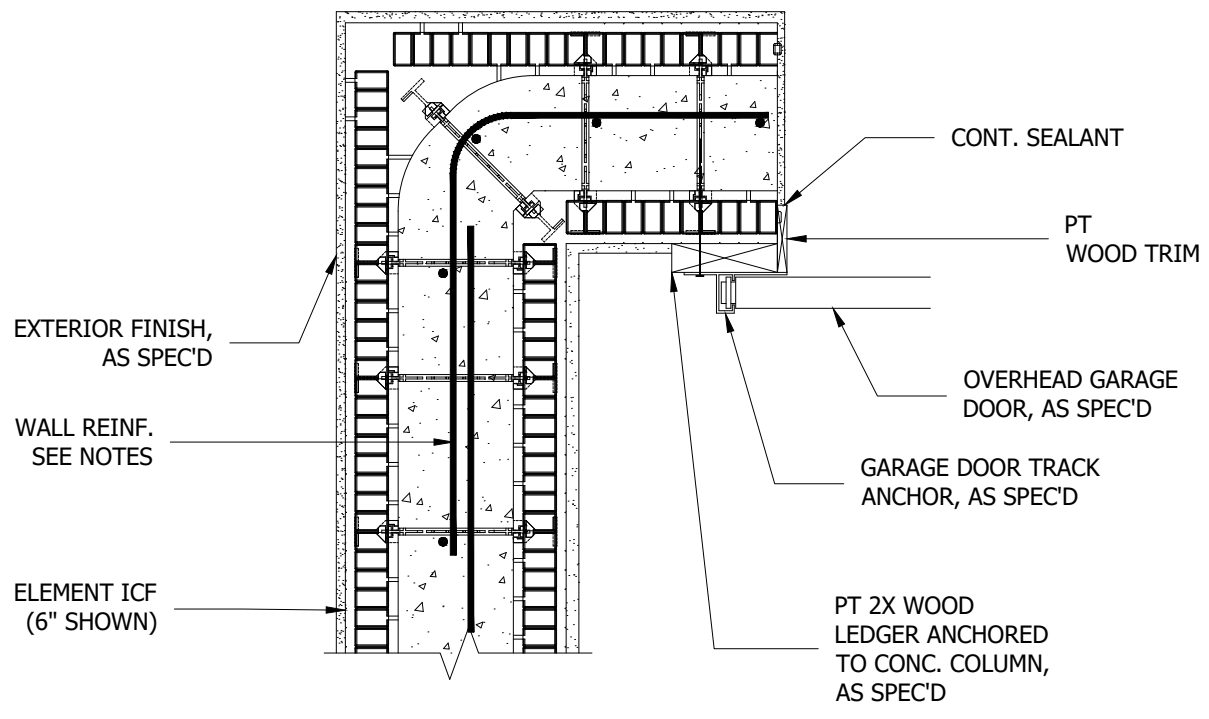 CONT. SEALANT
PT
WOOD TRIM
EXTERIOR FINISH,
AS SPEC'D
OVERHEAD GARAGE
DOOR, AS SPEC'D
WALL REINF.
SEE NOTES
GARAGE DOOR TRACK
ANCHOR, AS SPEC'D
ELEMENT ICF
(6" SHOWN)
PT 2X WOOD
LEDGER ANCHORED
TO CONC. COLUMN,
AS SPEC'D